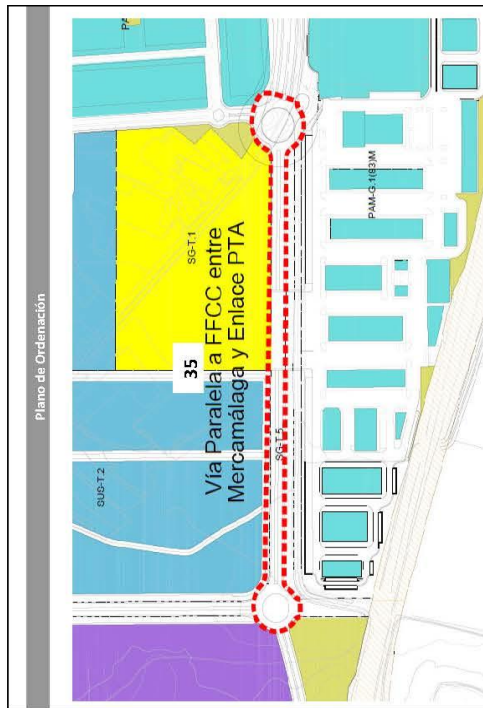 Plano de Ordenación
SG-T.1
35
Vía Paralela a FFCC entre
Mercamálaga y Enlace PTA
SUS-T.2
SG-T.5
PAM-G.1(83)M
PA